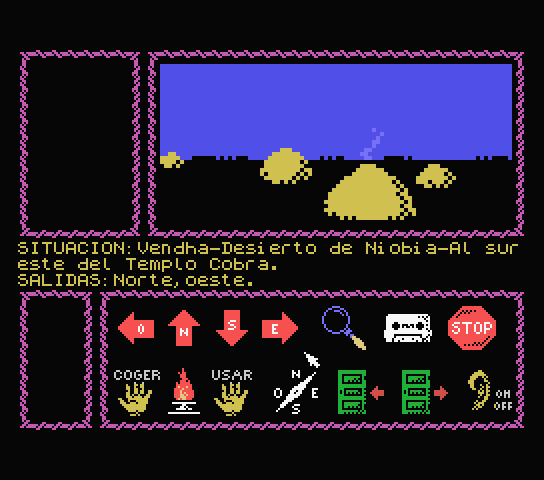 SITUACION:Vendha-Desierto de Niobia-Al sur
este del Templo Cobra.
SALIDAS:Norte,oeste.
O N S E STOP
COGER USAR
N
O E
S
ON
OFF